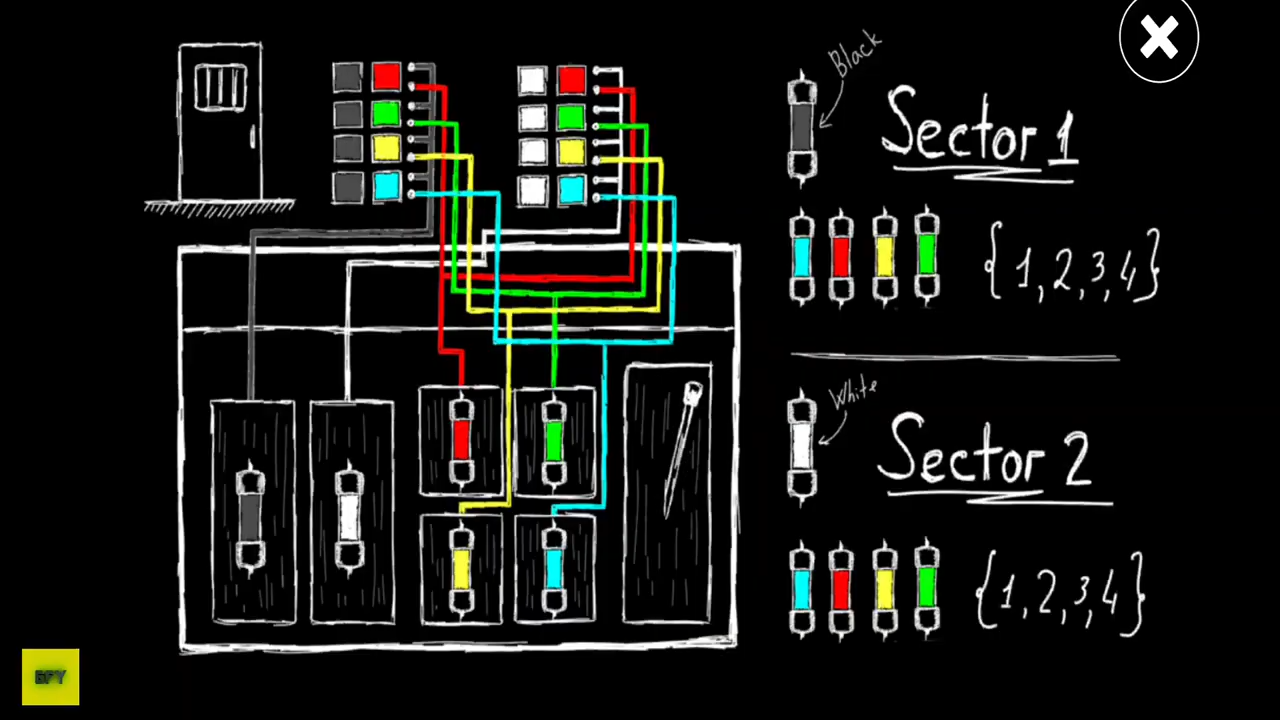 Black
Sector 1
{1,2,3,4}
White
Sector 2
{1,2,3,4}